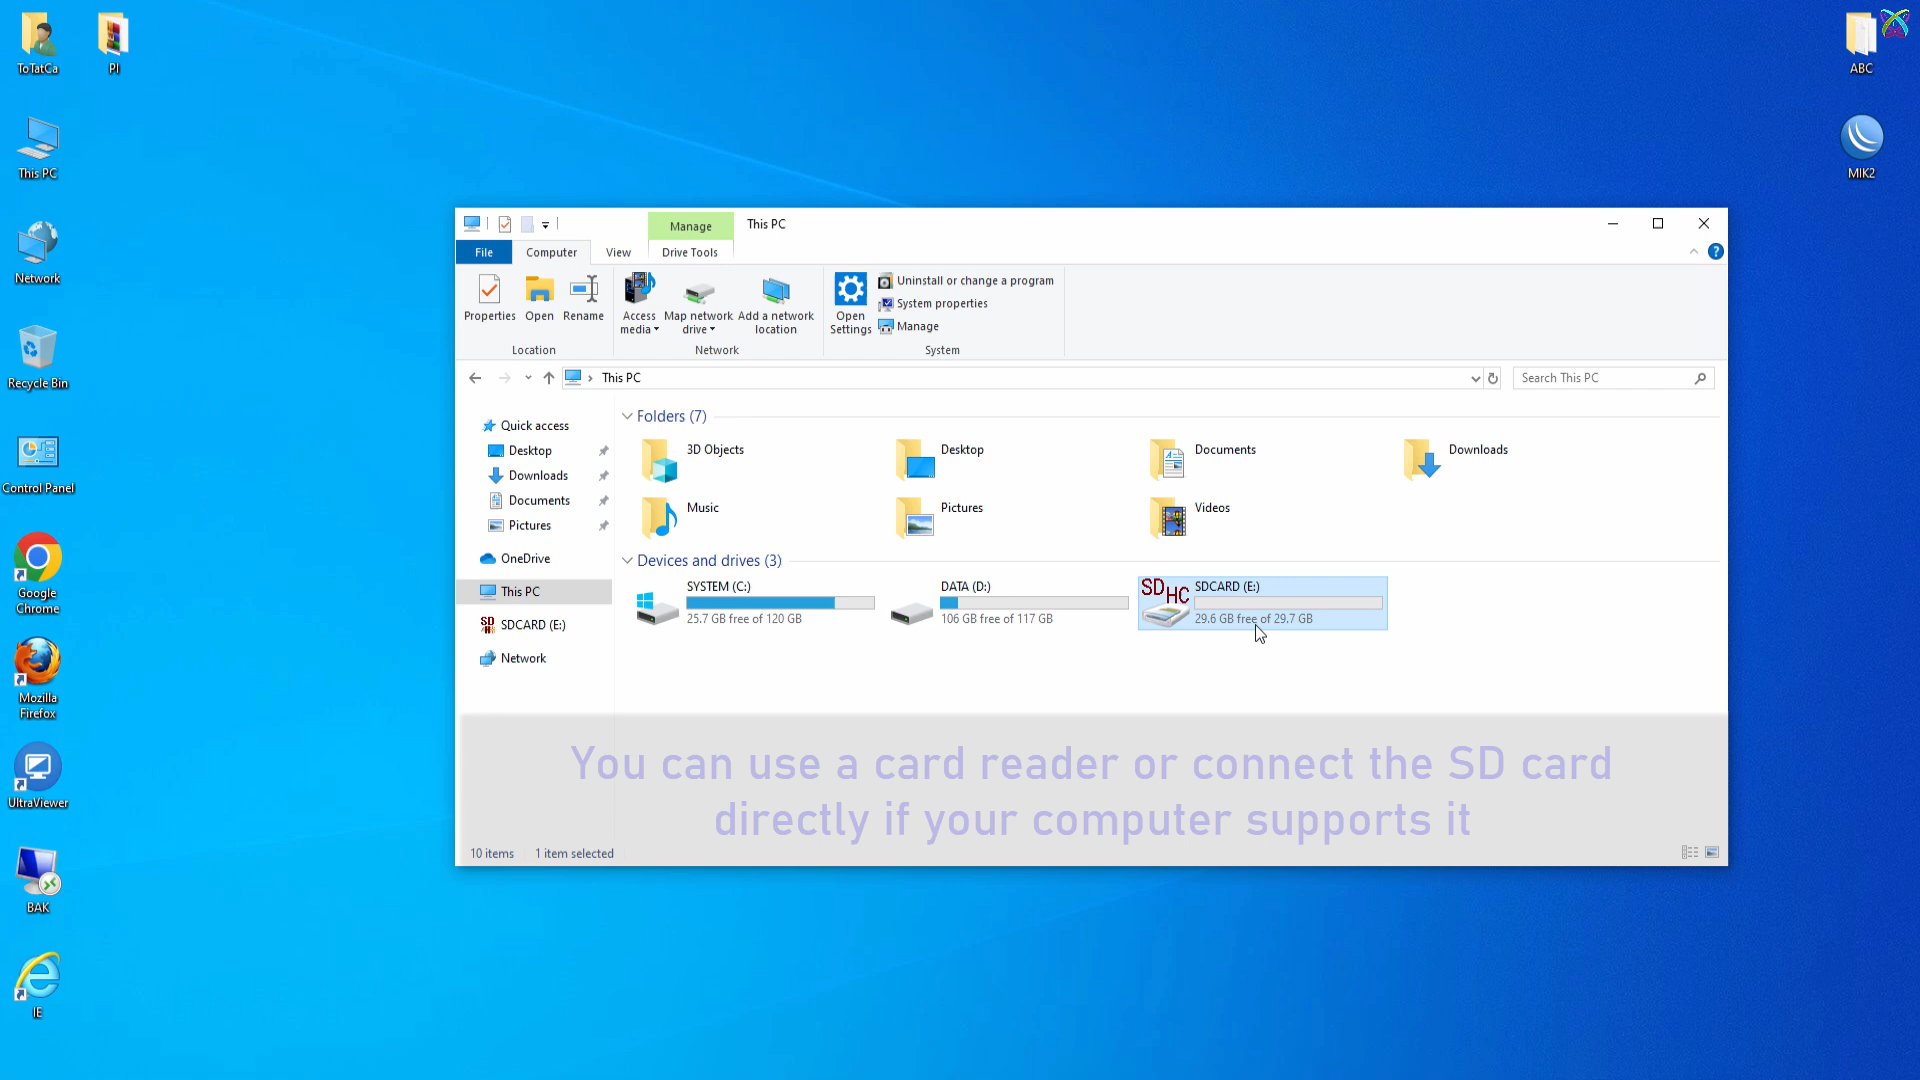 ToTatCa
PI
This PC
Network
Recycle Bin
Control Panel
Google
Chrome
Mozilla
Firefox
UltraViewer
BAK
IE
ABC
MIK2
Manage
This PC
File
Computer
View
Drive Tools
Properties
Open
Rename
Access
media
Map network
drive
Add a network
location
Open
Settings
Uninstall or change a program
System properties
Manage
Location
Network
System
This PC
Search This PC
Quick access
Desktop
Downloads
Documents
Pictures
OneDrive
This PC
SDCARD (E:)
Network
Folders (7)
3D Objects
Desktop
Documents
Downloads
Music
Pictures
Videos
Devices and drives (3)
SYSTEM (C:)
25.7 GB free of 120 GB
DATA (D:)
106 GB free of 117 GB
SDHC
SDCARD (E:)
29.6 GB free of 29.7 GB
You can use a card reader or connect the SD card
directly if your computer supports it
10 items
1 item selected